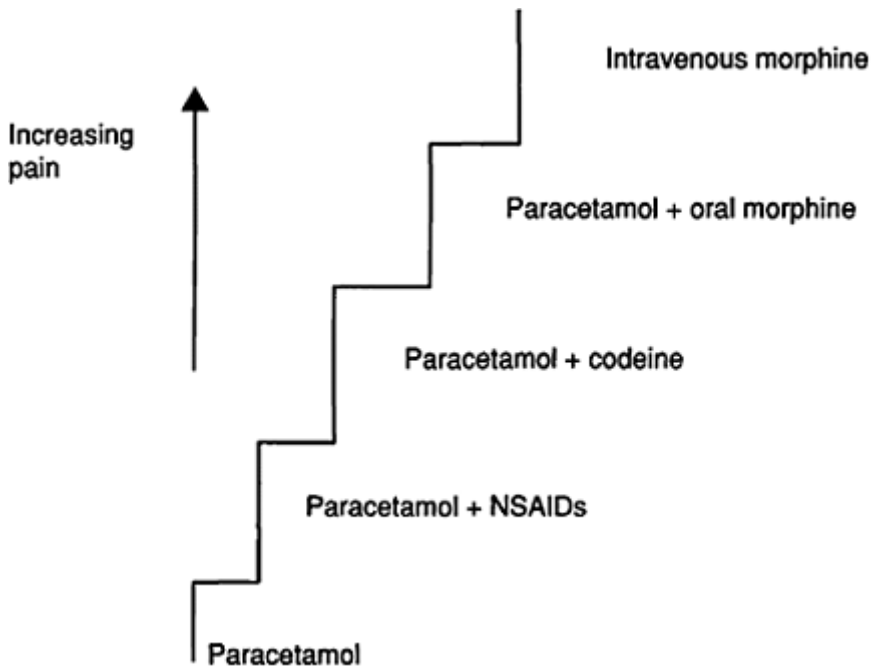 Intravenous morphine
Increasing
pain
Paracetamol + oral morphine
Paracetamol + codeine
Paracetamol + NSAIDs
Paracetamol